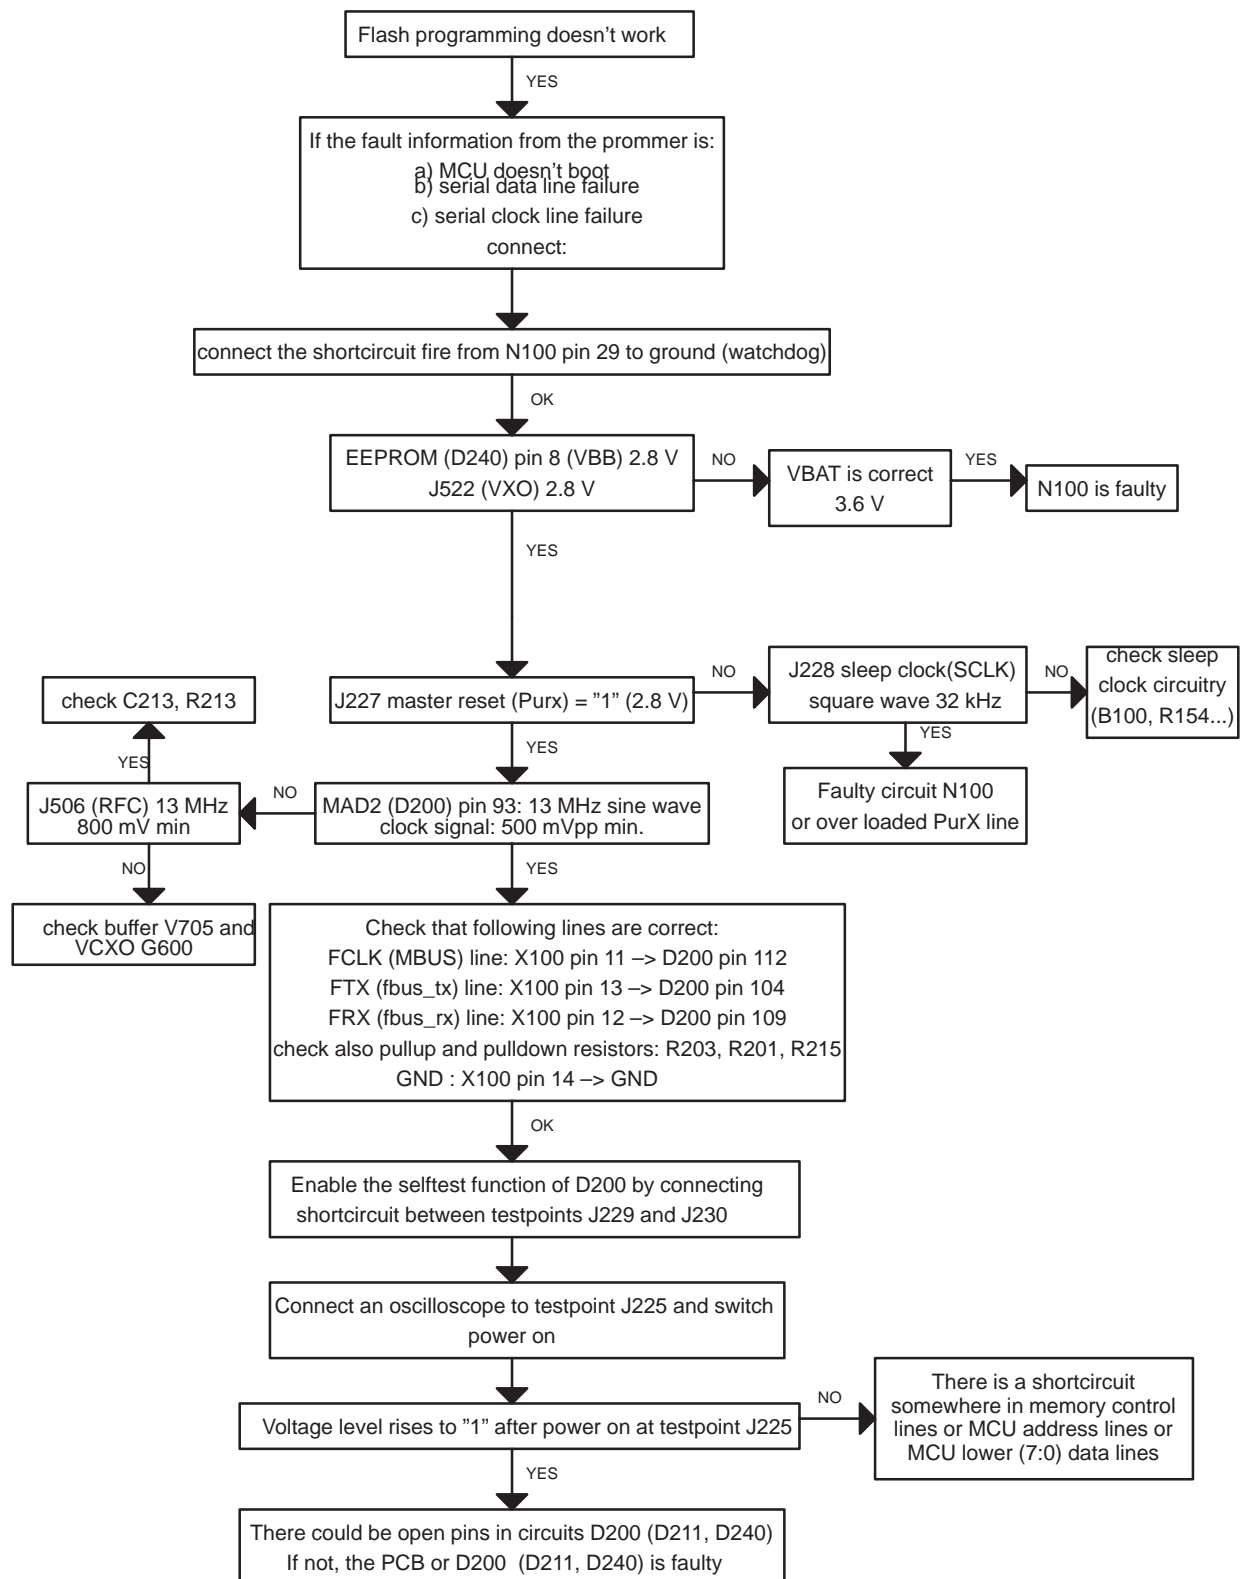 Flash programming doesn't work
YES
If the fault information from the prommer is:
a) MCU doesn't boot
b) serial data line failure
c) serial clock line failure
connect:
connect the shortcircuit fire from N100 pin 29 to ground (watchdog)
OK
EEPROM (D240) pin 8 (VBB) 2.8 V
J522 (VXO) 2.8 V
NO
VBAT is correct
3.6 V
YES
N100 is faulty
YES
J227 master reset (Purx) = ”1” (2.8 V)
NO
J228 sleep clock(SCLK)
square wave 32 kHz
NO
check sleep
clock circuitry
(B100, R154...)
YES
Faulty circuit N100
or over loaded PurX line
YES
MAD2 (D200) pin 93: 13 MHz sine wave
clock signal: 500 mVpp min.
NO
J506 (RFC) 13 MHz
800 mV min
YES
check C213, R213
NO
check buffer V705 and
VCXO G600
YES
Check that following lines are correct:
FCLK (MBUS) line: X100 pin 11 –> D200 pin 112
FTX (fbus_tx) line: X100 pin 13 –> D200 pin 104
FRX (fbus_rx) line: X100 pin 12 –> D200 pin 109
check also pullup and pulldown resistors: R203, R201, R215
GND : X100 pin 14 –> GND
OK
Enable the selftest function of D200 by connecting
shortcircuit between testpoints J229 and J230
Connect an oscilloscope to testpoint J225 and switch
power on
Voltage level rises to ”1” after power on at testpoint J225
NO
There is a shortcircuit
somewhere in memory control
lines or MCU address lines or
MCU lower (7:0) data lines
YES
There could be open pins in circuits D200 (D211, D240)
If not, the PCB or D200 (D211, D240) is faulty